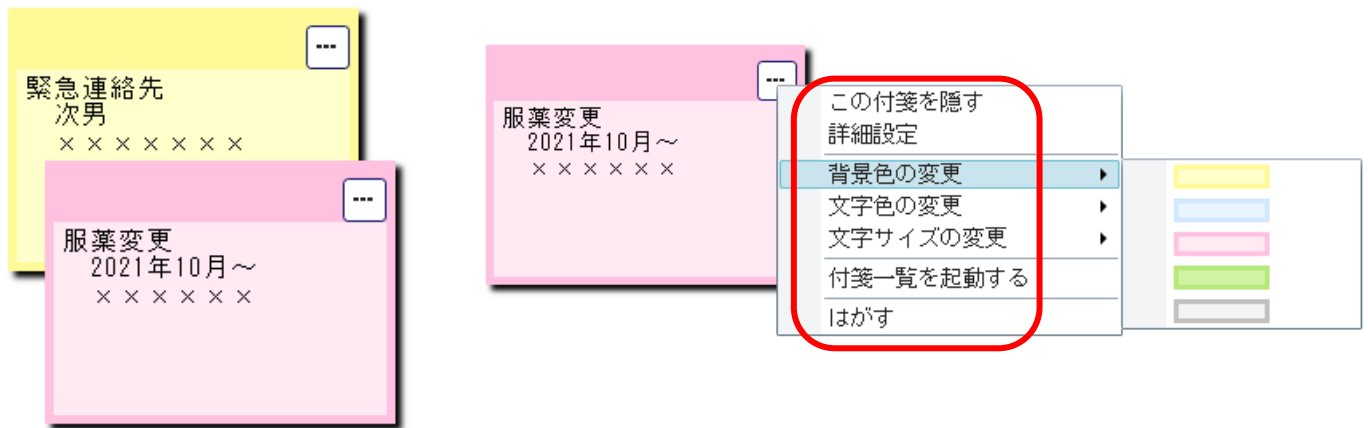 ---
緊急連絡先
次男
×××××××
---
服薬変更
2021年10月～
××××××
---
服薬変更
2021年10月～
××××××
この付箋を隠す
詳細設定
背景色の変更
文字色の変更
文字サイズの変更
付箋一覧を起動する
はがす